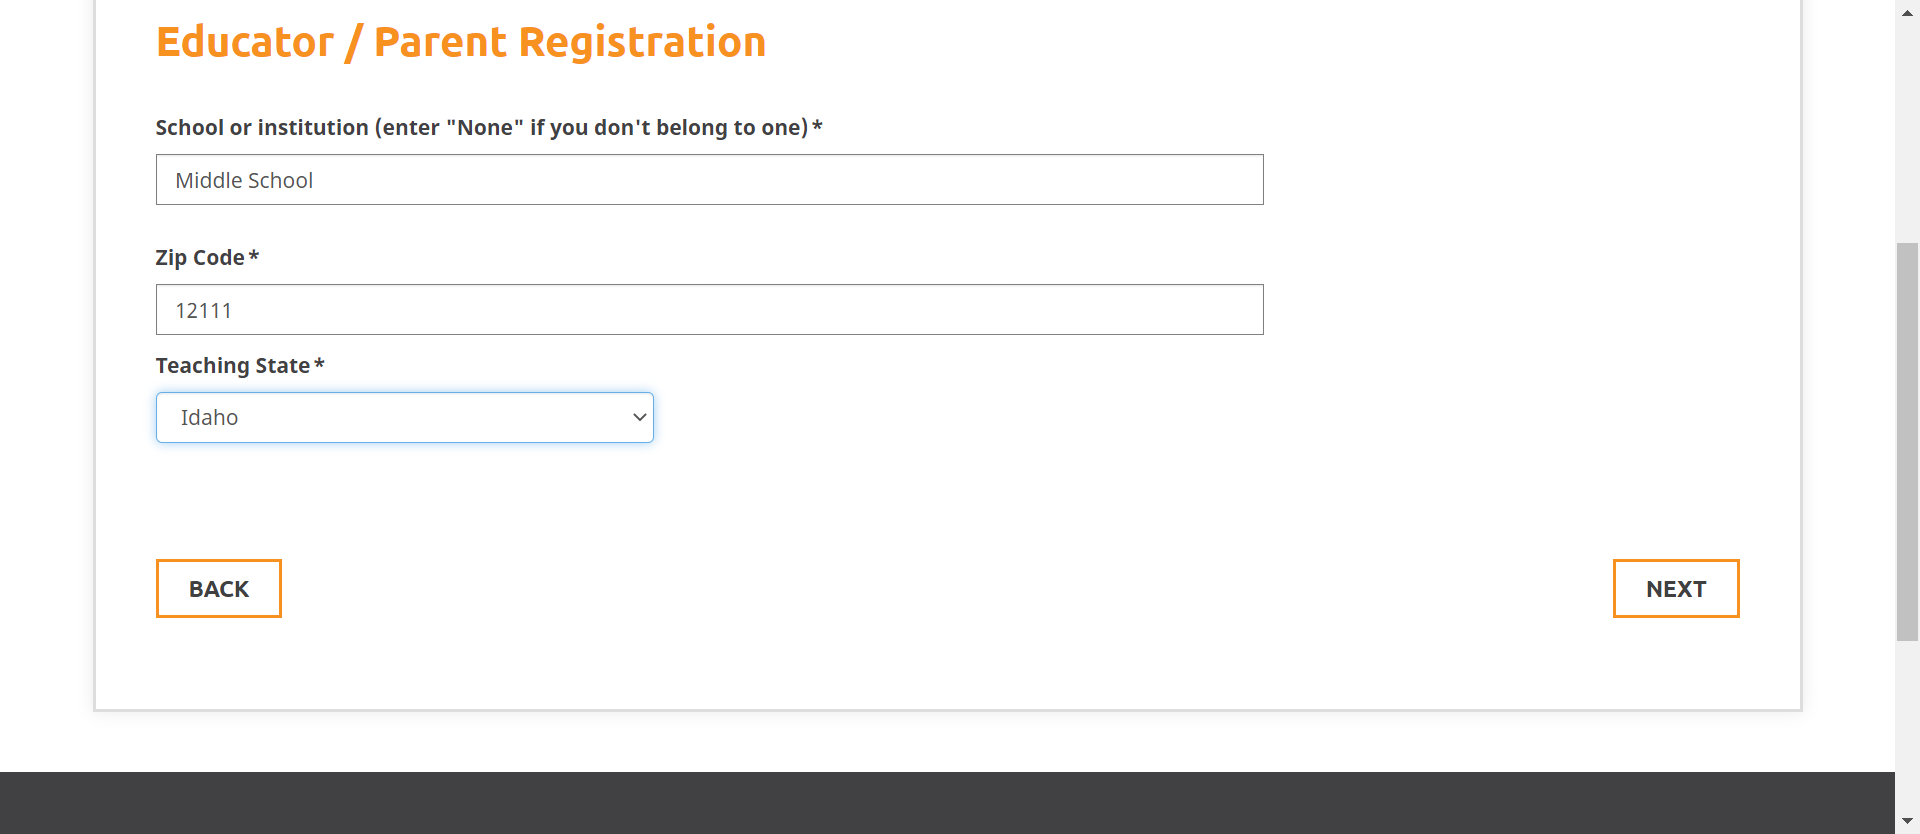 Educator / Parent Registration
School or institution (enter "None" if you don't belong to one) *
Middle School
Zip Code *
12111
Teaching State *
Idaho
BACK
NEXT